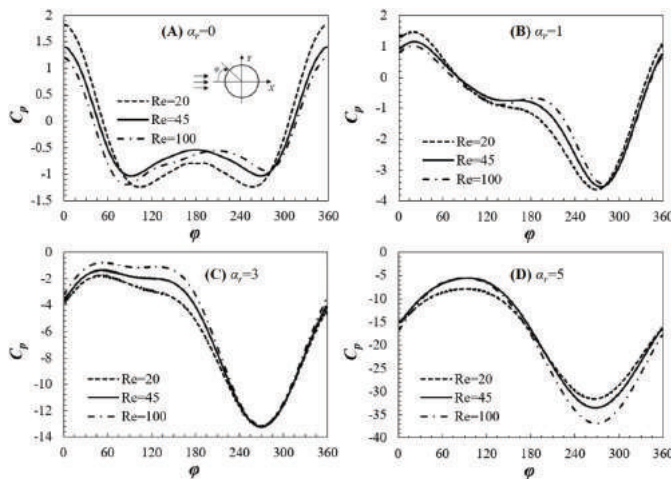 (A) αr=0
2
1.5
1
0.5
0
-0.5
-1
-1.5
Cp
φ
Y
X
Re=20
Re=45
Re=100
0 60 120 180 240 300 360
φ
(B) αr=1
2
1
0
-1
-2
-3
-4
Cp
Re=20
Re=45
Re=100
0 60 120 180 240 300 360
φ
(C) αr=3
0
-2
-4
-6
-8
-10
-12
-14
Cp
Re=20
Re=45
Re=100
0 60 120 180 240 300 360
φ
(D) αr=5
0
-5
-10
-15
-20
-25
-30
-35
-40
Cp
Re=20
Re=45
Re=100
0 60 120 180 240 300 360
φ